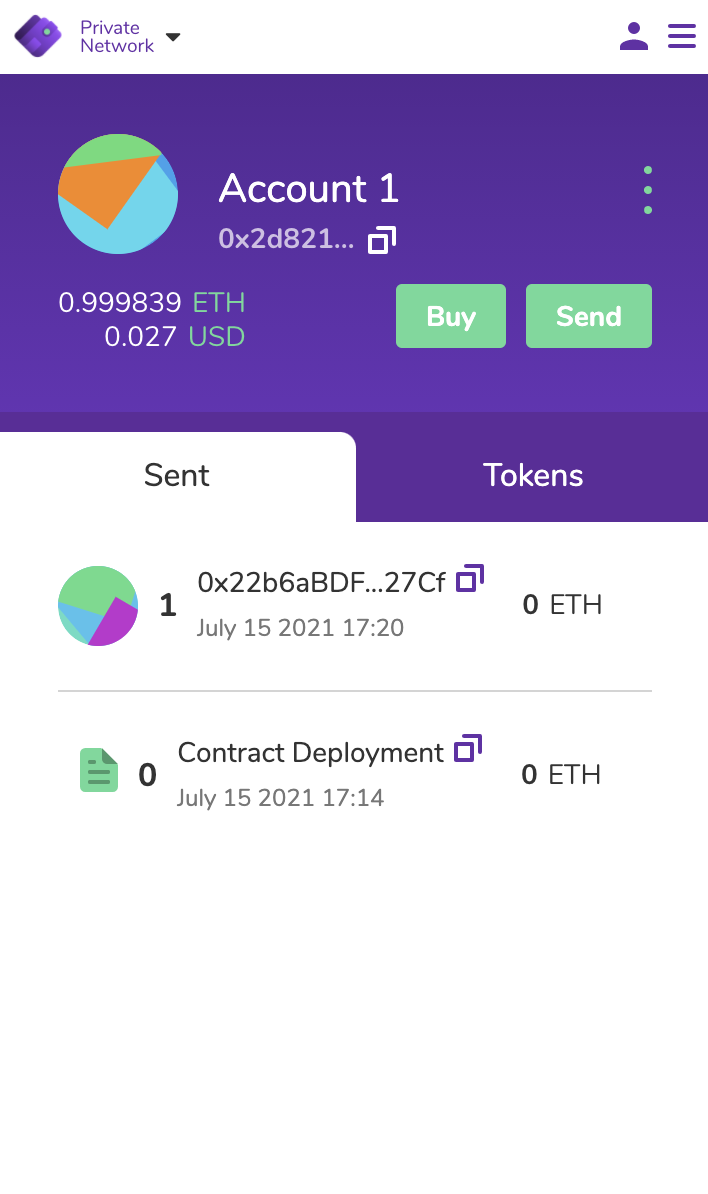 Private
Network
Account 1
0x2d821...
0.999839 ETH
0.027 USD
Buy
Send
Sent
Tokens
1
0x22b6aBDF...27Cf
July 15 2021 17:20
0 ETH
0
Contract Deployment
July 15 2021 17:14
0 ETH